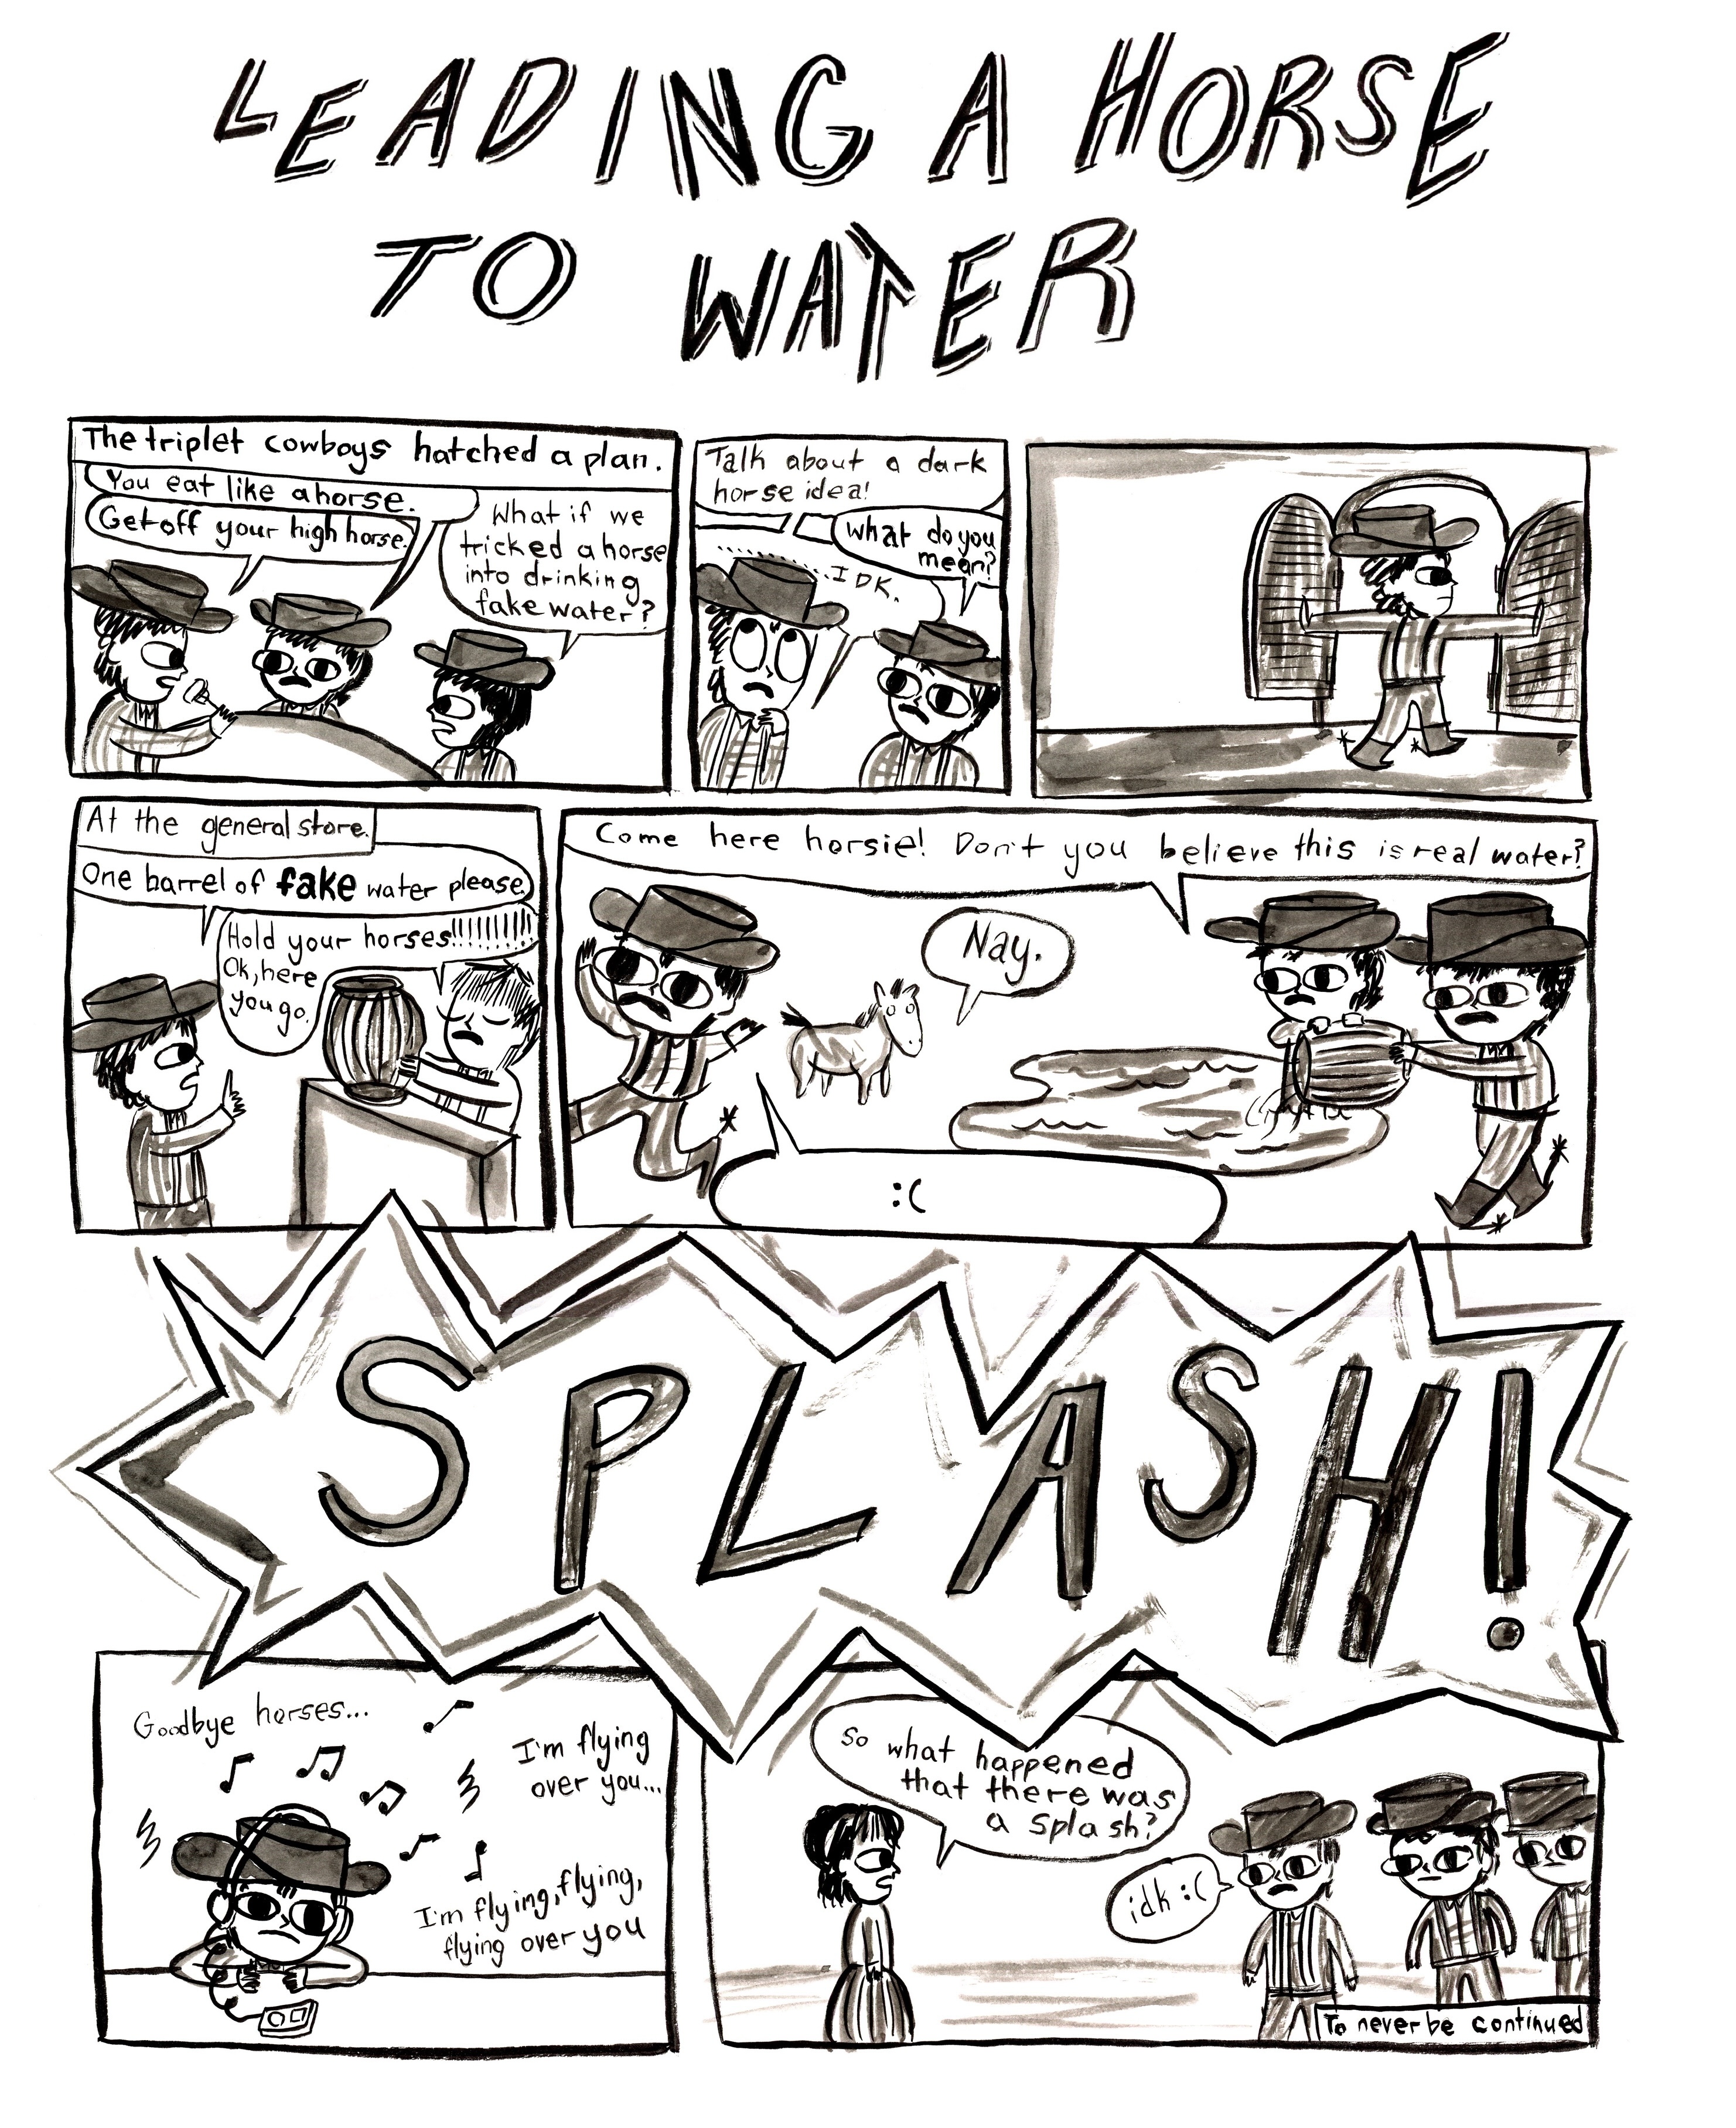 LEADING A HORSE
TO WATER
The triplet cowboys hatched a plan.
You eat like a horse.
Get off your high horse.
What if we
tricked a horse
into drinking
fake water?
Talk about a dark
horse idea!
What do you
mean?
...IDK.
At the general store.
One barrel of fake water please.
Hold your horses!!!!!!!!!!
Ok, here
you go.
Come here horsie! Don't you believe this is real water?
Nay.
:(
SPLASH!
Goodbye horses...
I'm flying
over you...
I'm flying, flying,
flying over you
So what happened
that there was
a splash?
idk :(
To never be continued